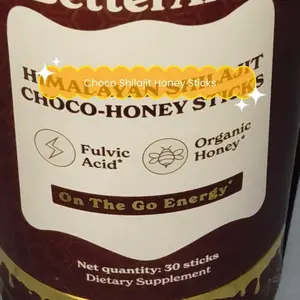 HIMALAYAN SHILAJIT
Choco Shilajit Honey Sticks
CHOCO-HONEY STICKS
Fulvic
Acid*
Organic
Honey*
On The Go Energy*
Net quantity: 30 sticks
Dietary Supplement